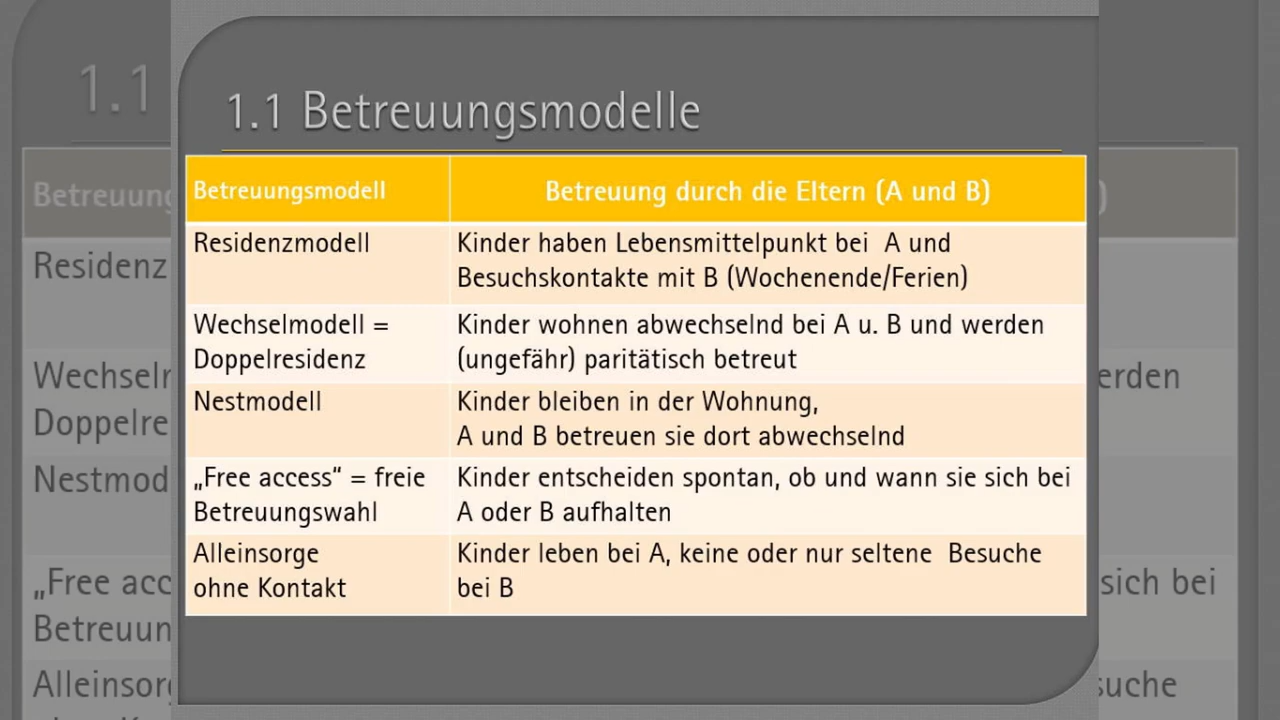 1.1 Betreuungsmodelle
Betreuungsmodell
Betreuung durch die Eltern (A und B)
Residenzmodell
Kinder haben Lebensmittelpunkt bei  A und
Besuchskontakte mit B (Wochenende/Ferien)
Wechselmodell =
Doppelresidenz
Kinder wohnen abwechselnd bei A u. B und werden
(ungefähr) paritätisch betreut
Nestmodell
Kinder bleiben in der Wohnung,
A und B betreuen sie dort abwechselnd
„Free access“ = freie
Betreuungswahl
Kinder entscheiden spontan, ob und wann sie sich bei
A oder B aufhalten
Alleinsorge
ohne Kontakt
Kinder leben bei A, keine oder nur seltene  Besuche
bei B